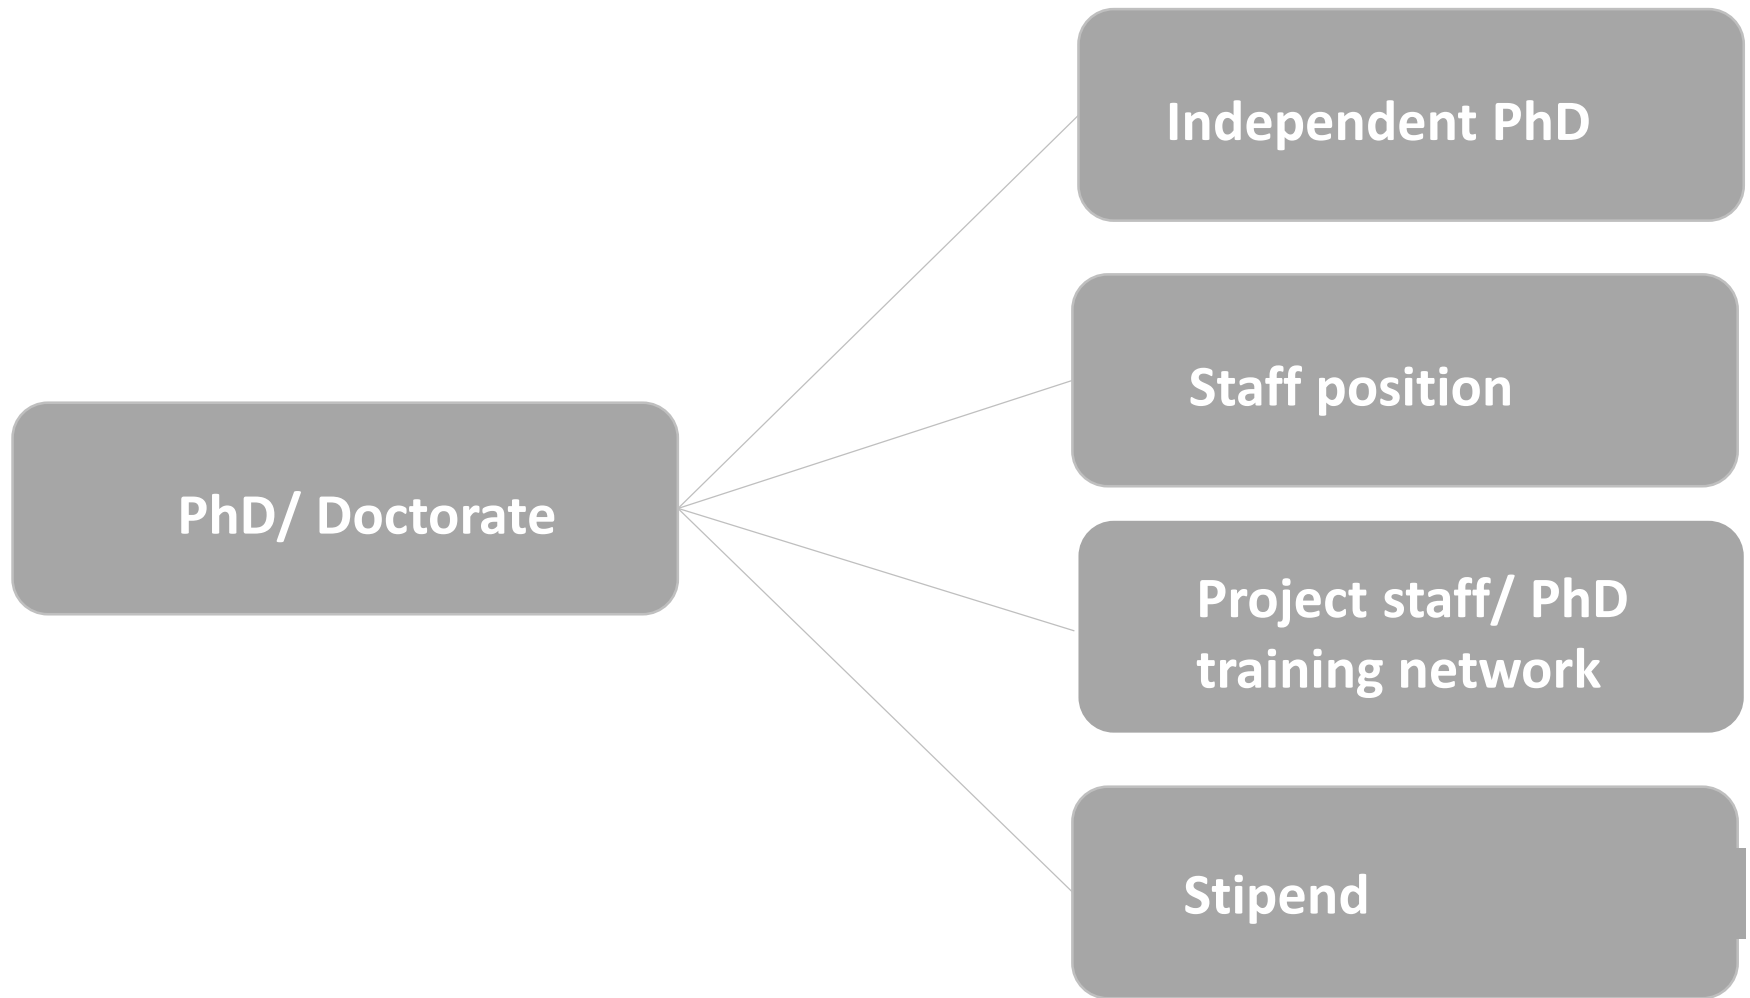 Independent PhD
Staff position
PhD/ Doctorate
Project staff/ PhD
training network
Stipend